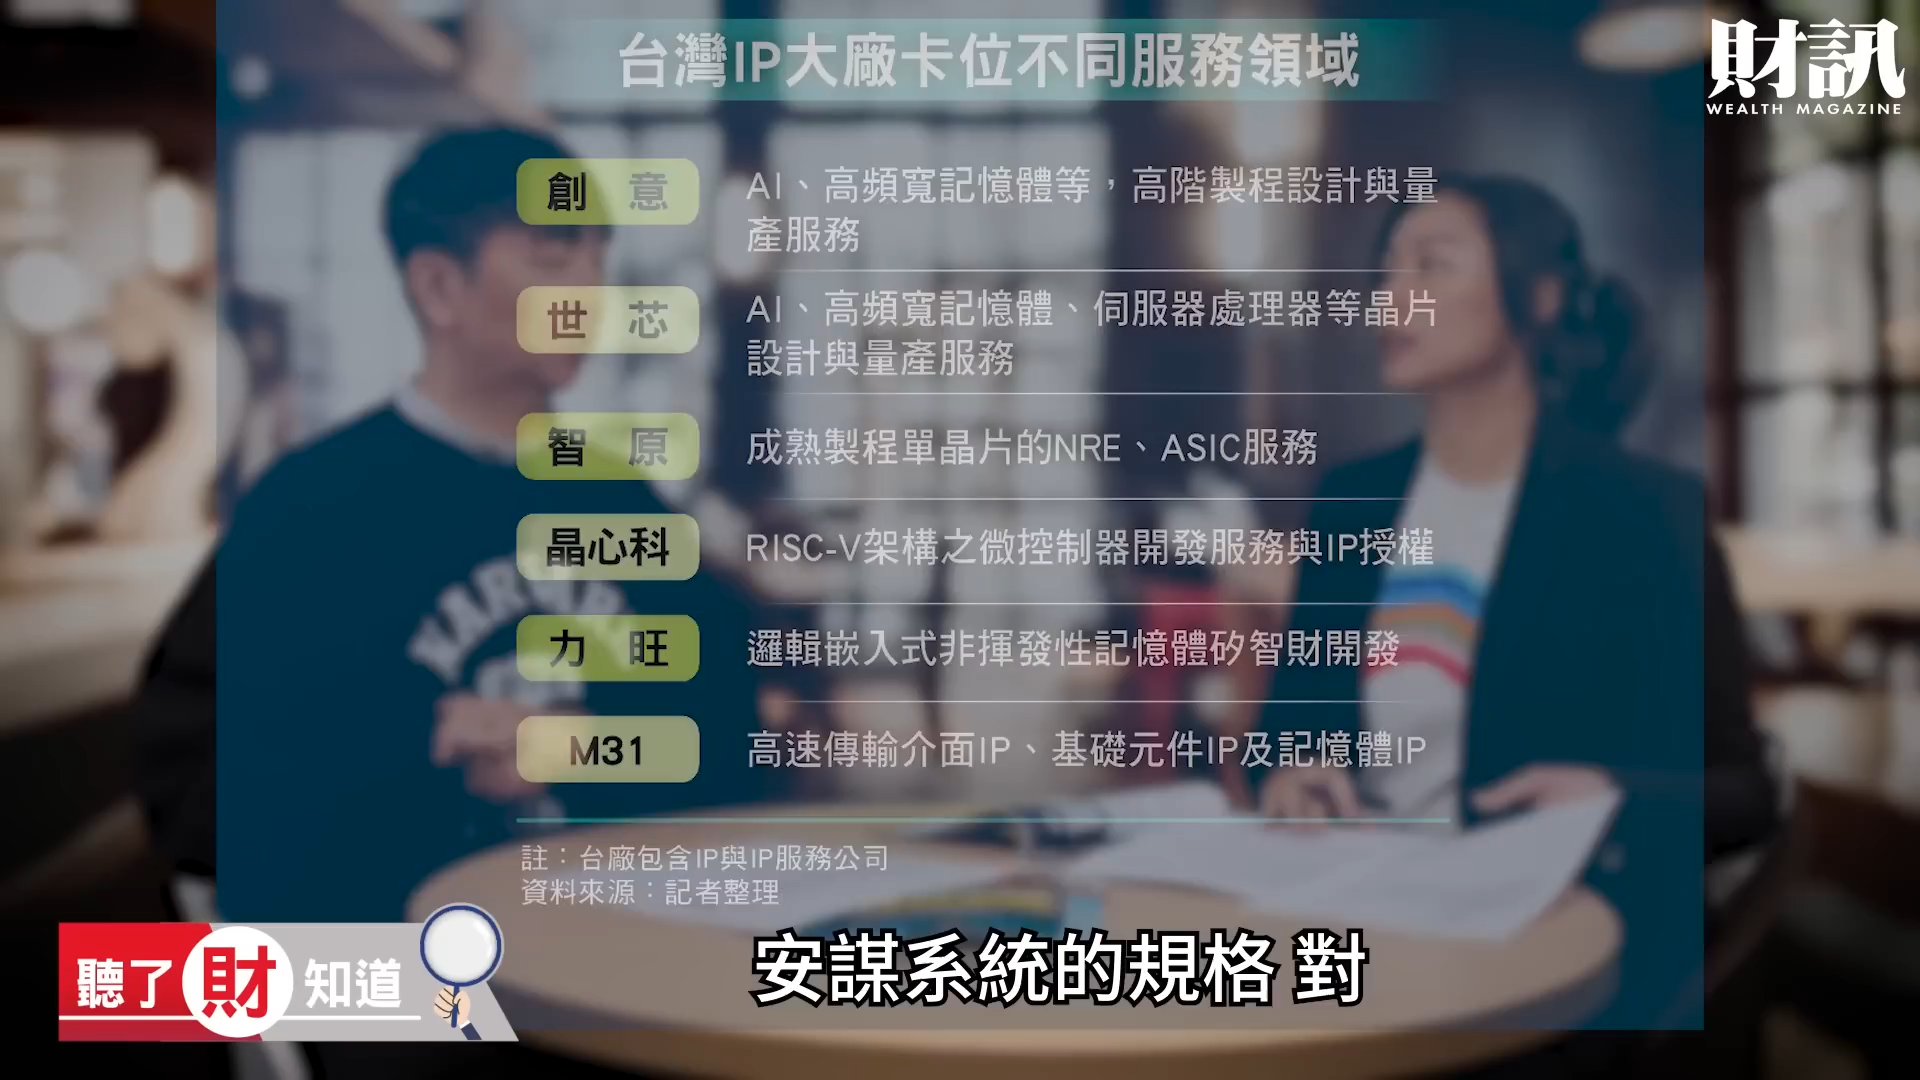 台灣IP大廠卡位不同服務領域
財訊
WEALTH MAGAZINE
創意
AI、高頻寬記憶體等，高階製程設計與量
產服務
世芯
AI、高頻寬記憶體、伺服器處理器等晶片
設計與量產服務
智原
成熟製程單晶片的NRE、ASIC服務
晶心科
RISC-V架構之微控制器開發服務與IP授權
力旺
邏輯嵌入式非揮發性記憶體矽智財開發
M31
高速傳輸介面IP、基礎元件IP及記憶體IP
註：台廠包含IP與IP服務公司
資料來源：記者整理
聽了財知道
安謀系統的規格 對